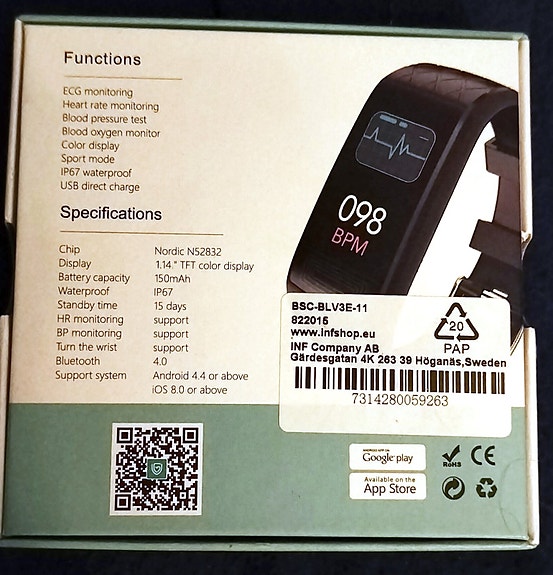 Functions
ECG monitoring
Heart rate monitoring
Blood pressure test
Blood oxygen monitor
Color display
Sport mode
IP67 waterproof
USB direct charge
098
BPM
Specifications
Chip Nordic N52832
Display 1.14." TFT color display
Battery capacity 150mAh
Waterproof IP67
Standby time 15 days
HR monitoring support
BP monitoring support
Turn the wrist support
Bluetooth 4.0
Support system Android 4.4 or above
iOS 8.0 or above
BSC-BLV3E-11
822015
www.infshop.eu
INF Company AB
Gärdesgatan 4K 263 39 Höganäs,Sweden
20
PAP
7314280059263
ANDROID APP ON
Google play
Available on the
App Store
RoHS
CE